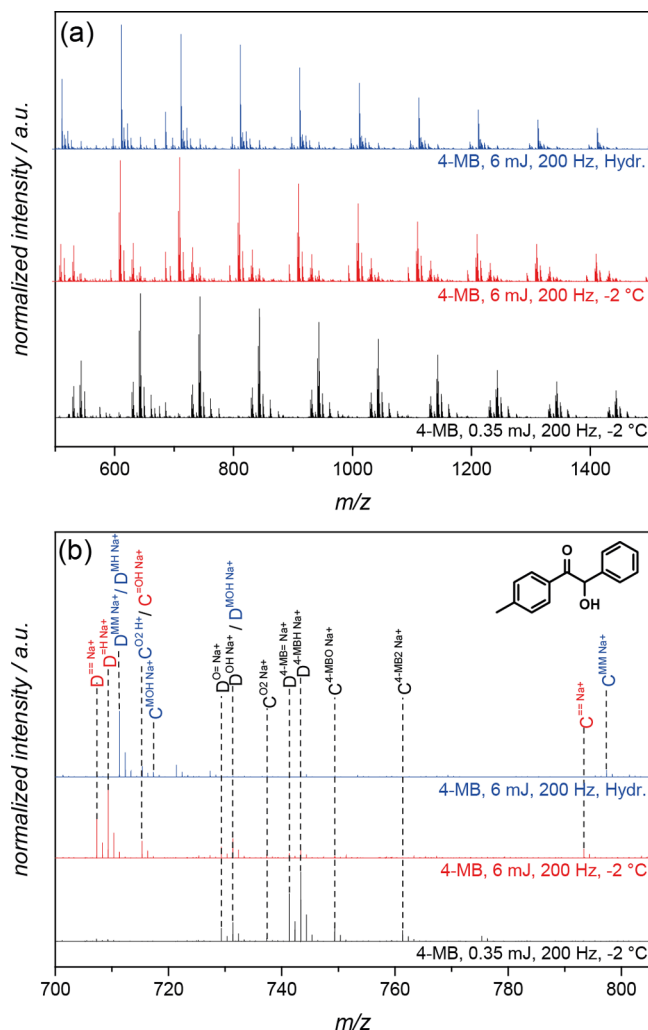 (a)
normalized intensity / a.u.
4-MB, 6 mJ, 200 Hz, Hydr.
4-MB, 6 mJ, 200 Hz, -2 °C
4-MB, 0.35 mJ, 200 Hz, -2 °C
600 800 1000 1200 1400
m/z
(b)
normalized intensity / a.u.
D== Na+
D=H Na+
DMM Na+ / DMH Na+
CO2 H+ / C=OH Na+
CMOH Na+
DO= Na+
DOH Na+ / DMOH Na+
CO2 Na+
D4-MB= Na+
D4-MBH Na+
C4-MBO Na+
C4-MB2 Na+
C== Na+
CMM Na+
O
OH
4-MB, 6 mJ, 200 Hz, Hydr.
4-MB, 6 mJ, 200 Hz, -2 °C
4-MB, 0.35 mJ, 200 Hz, -2 °C
700 720 740 760 780 800
m/z